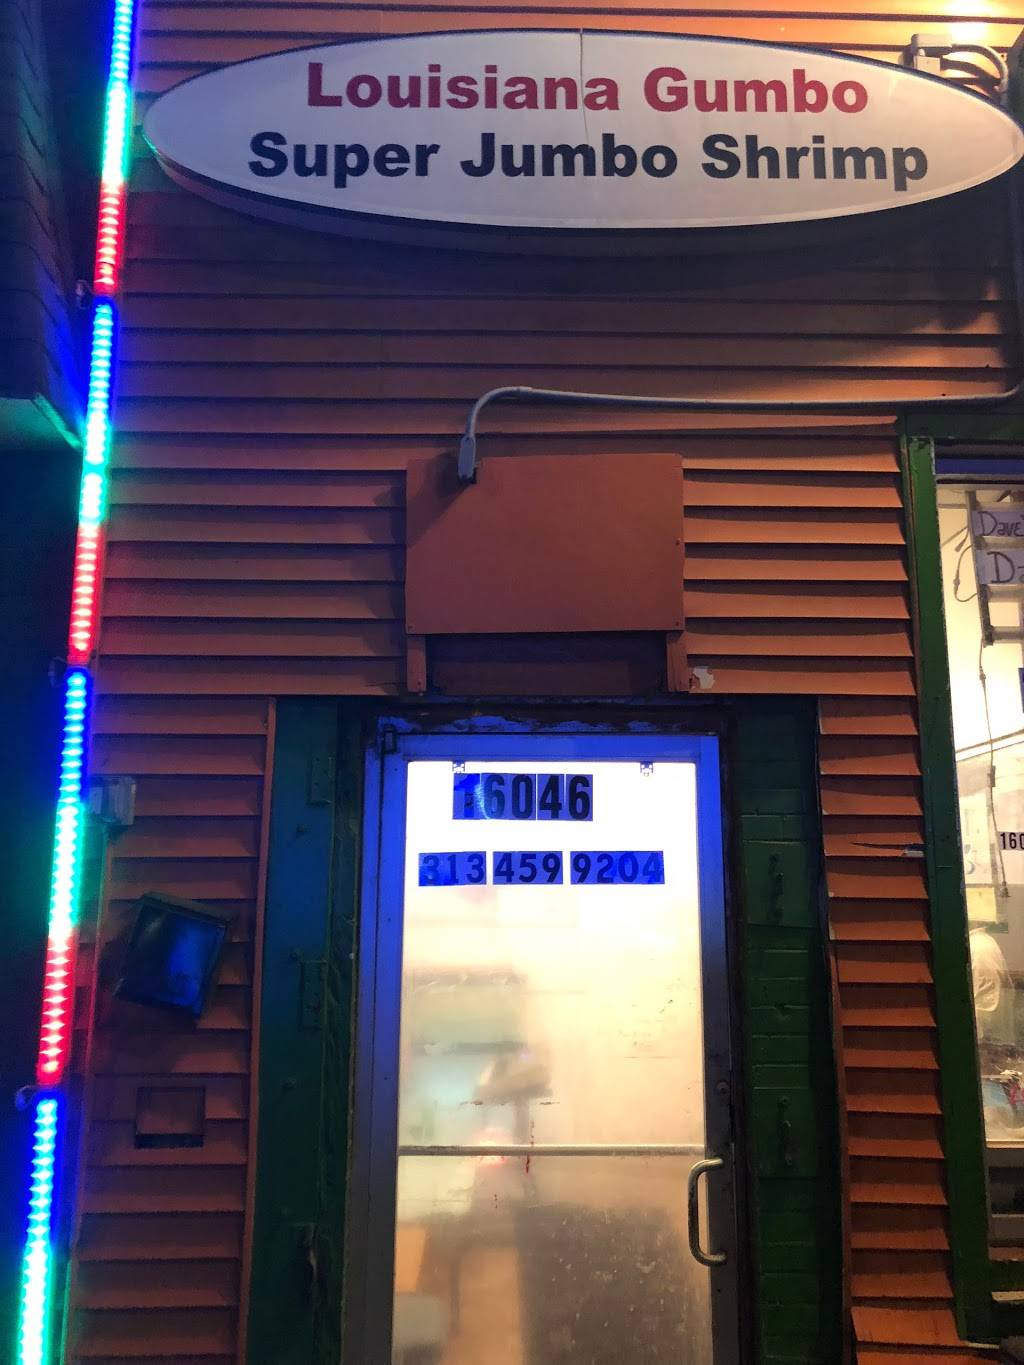 Louisiana Gumbo
Super Jumbo Shrimp
16046
313 459 9204